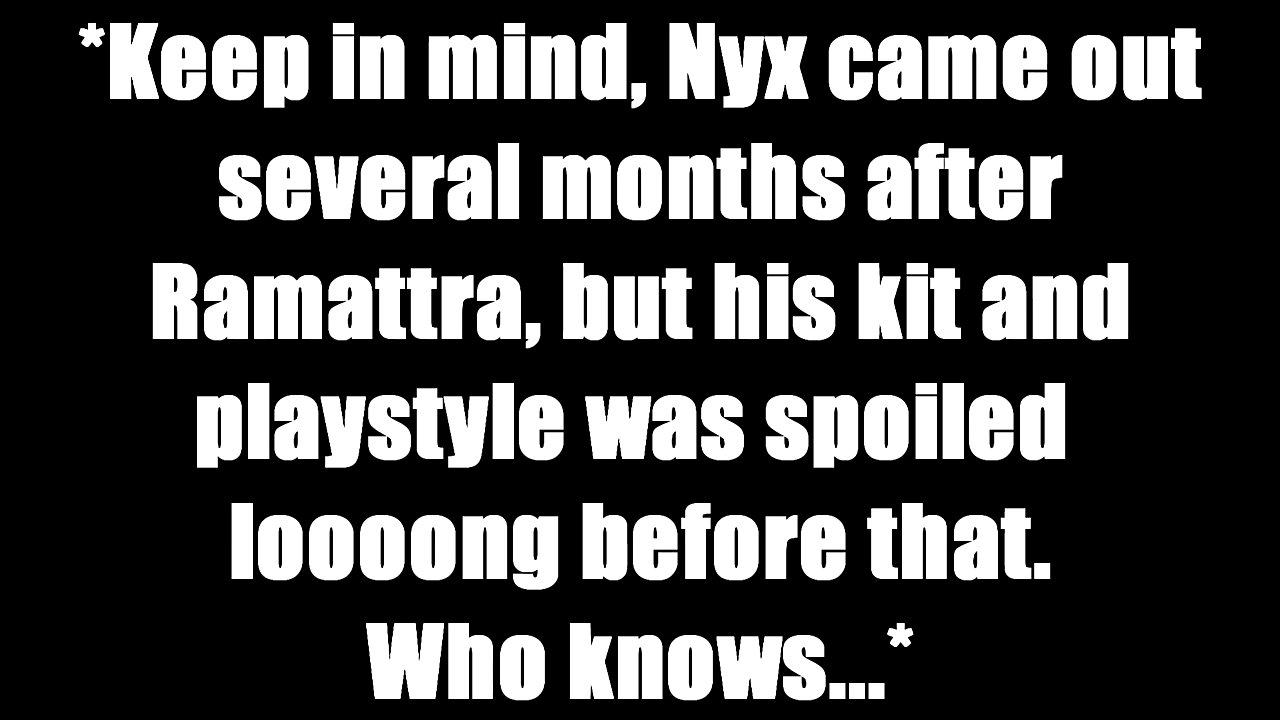 *Keep in mind, Nyx came out
several months after
Ramattra, but his kit and
playstyle was spoiled
looooong before that.
Who knows...*